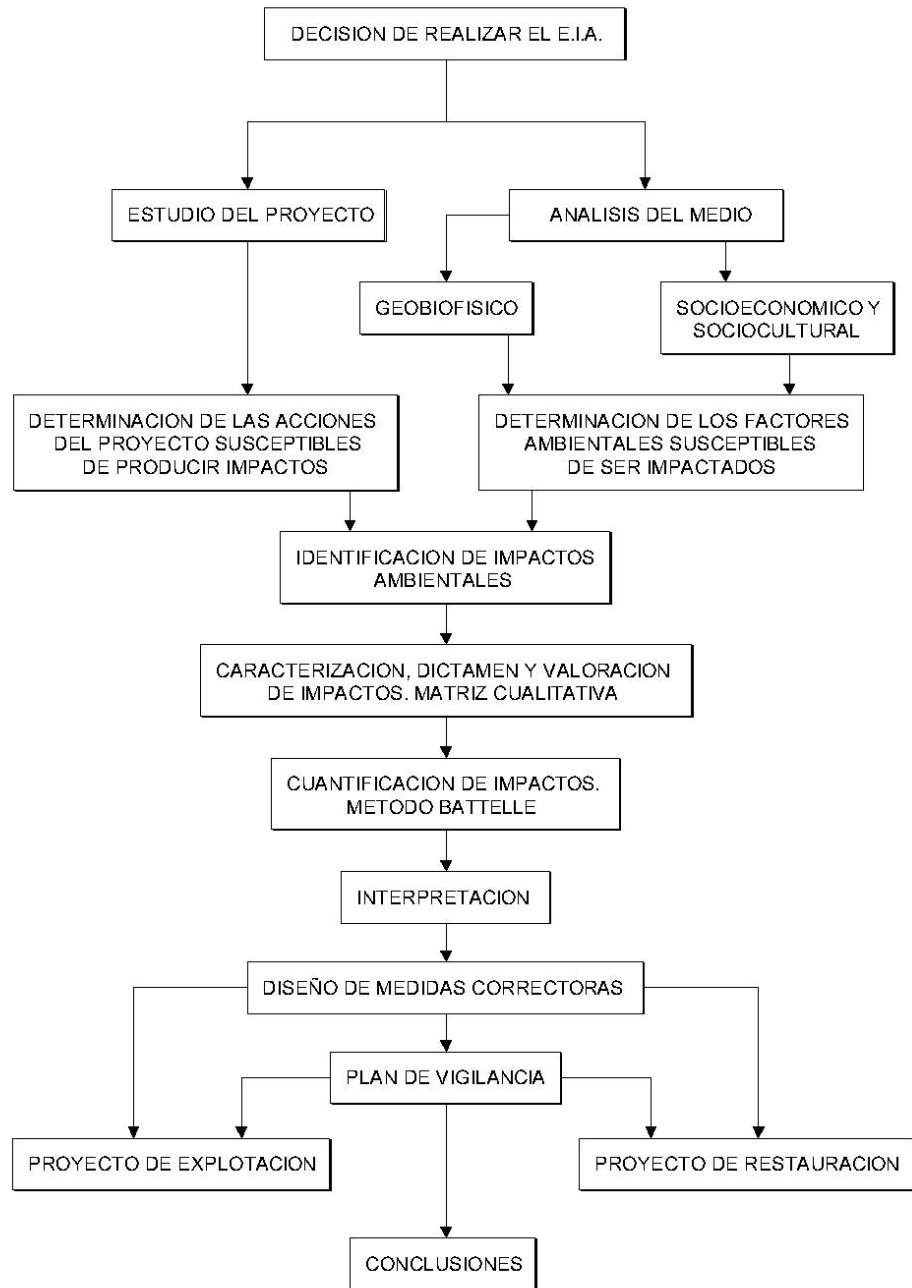 DECISION DE REALIZAR EL E.I.A.
ESTUDIO DEL PROYECTO
ANALISIS DEL MEDIO
GEOBIOFISICO
SOCIOECONOMICO Y
SOCIOCULTURAL
DETERMINACION DE LAS ACCIONES
DEL PROYECTO SUSCEPTIBLES
DE PRODUCIR IMPACTOS
DETERMINACION DE LOS FACTORES
AMBIENTALES SUSCEPTIBLES
DE SER IMPACTADOS
IDENTIFICACION DE IMPACTOS
AMBIENTALES
CARACTERIZACION, DICTAMEN Y VALORACION
DE IMPACTOS. MATRIZ CUALITATIVA
CUANTIFICACION DE IMPACTOS.
METODO BATTELLE
INTERPRETACION
DISEÑO DE MEDIDAS CORRECTORAS
PLAN DE VIGILANCIA
PROYECTO DE EXPLOTACION
PROYECTO DE RESTAURACION
CONCLUSIONES